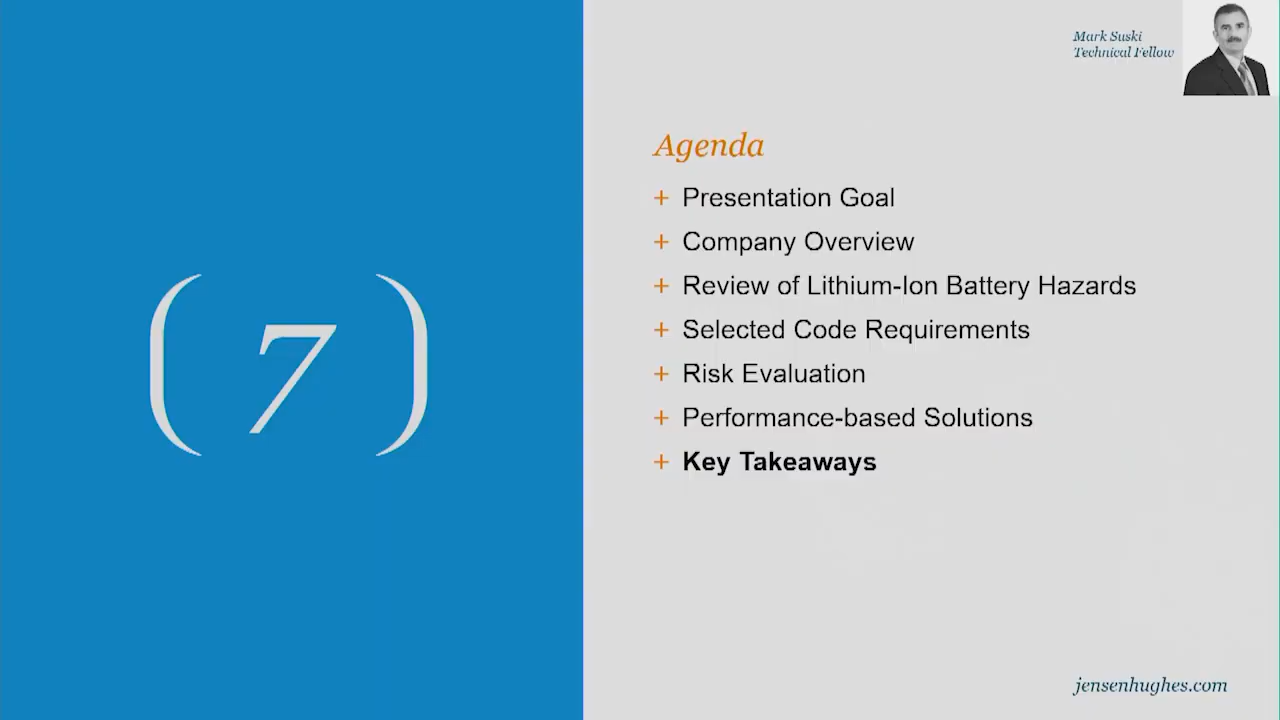 Mark Suski
Technical Fellow
( 7 )
Agenda
+ Presentation Goal
+ Company Overview
+ Review of Lithium-Ion Battery Hazards
+ Selected Code Requirements
+ Risk Evaluation
+ Performance-based Solutions
+ Key Takeaways
jensenhughes.com